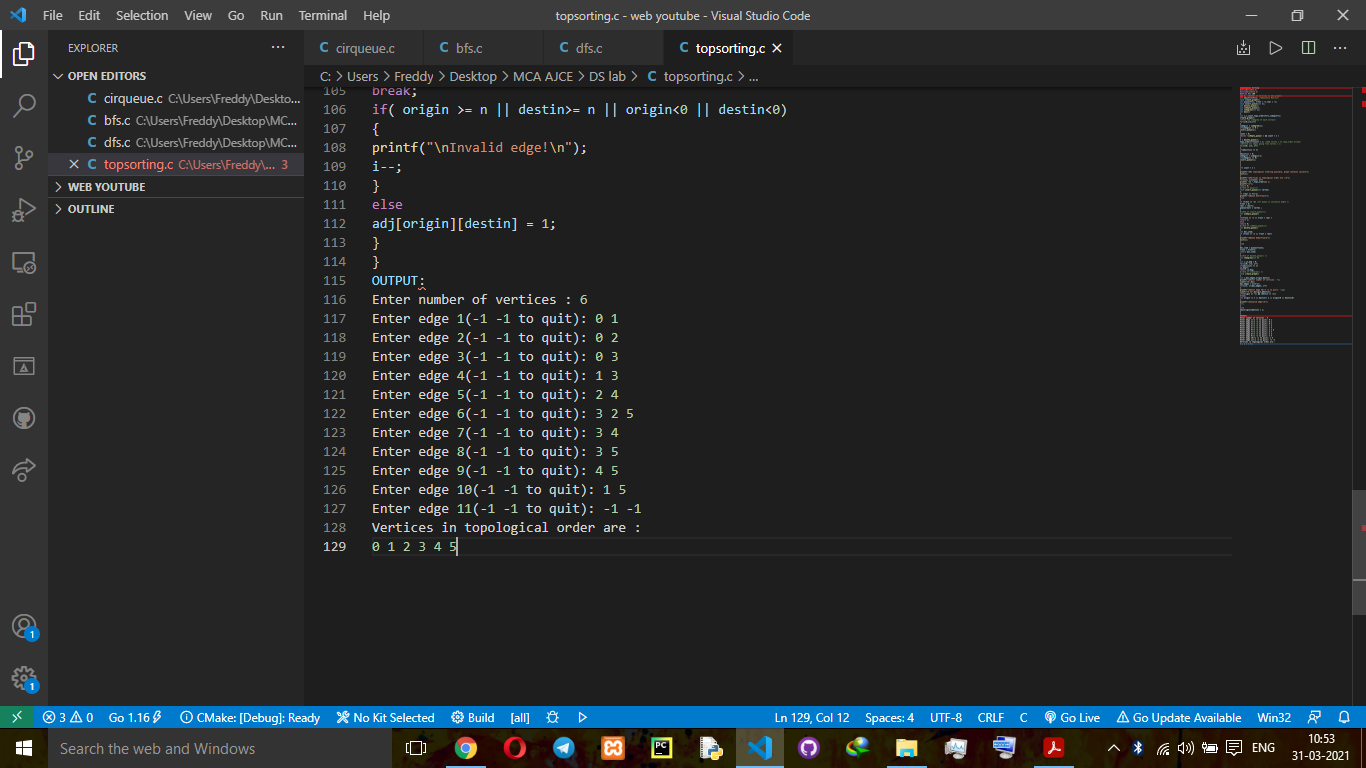 File Edit Selection View Go Run Terminal Help
topsorting.c - web youtube - Visual Studio Code
EXPLORER
OPEN EDITORS
C cirqueue.c C:\Users\Freddy\Deskto...
C bfs.c C:\Users\Freddy\Desktop\MC...
C dfs.c C:\Users\Freddy\Desktop\MC...
C topsorting.c C:\Users\Freddy\... 3
WEB YOUTUBE
OUTLINE
C cirqueue.c
C bfs.c
C dfs.c
C topsorting.c
C: > Users > Freddy > Desktop > MCA AJCE > DS lab > C topsorting.c > ...
105 break;
106 if( origin >= n || destin>= n || origin<0 || destin<0)
107 {
108 printf("\nInvalid edge!\n");
109 i--;
110 }
111 else
112 adj[origin][destin] = 1;
113 }
114 }
115 OUTPUT:
116 Enter number of vertices : 6
117 Enter edge 1(-1 -1 to quit): 0 1
118 Enter edge 2(-1 -1 to quit): 0 2
119 Enter edge 3(-1 -1 to quit): 0 3
120 Enter edge 4(-1 -1 to quit): 1 3
121 Enter edge 5(-1 -1 to quit): 2 4
122 Enter edge 6(-1 -1 to quit): 3 2 5
123 Enter edge 7(-1 -1 to quit): 3 4
124 Enter edge 8(-1 -1 to quit): 3 5
125 Enter edge 9(-1 -1 to quit): 4 5
126 Enter edge 10(-1 -1 to quit): 1 5
127 Enter edge 11(-1 -1 to quit): -1 -1
128 Vertices in topological order are :
129 0 1 2 3 4 5
1
1
3 0 Go 1.16 CMake: [Debug]: Ready No Kit Selected Build [all] Ln 129, Col 12 Spaces: 4 UTF-8 CRLF C Go Live Go Update Available Win32
Search the web and Windows
PC
ENG
10:53
31-03-2021